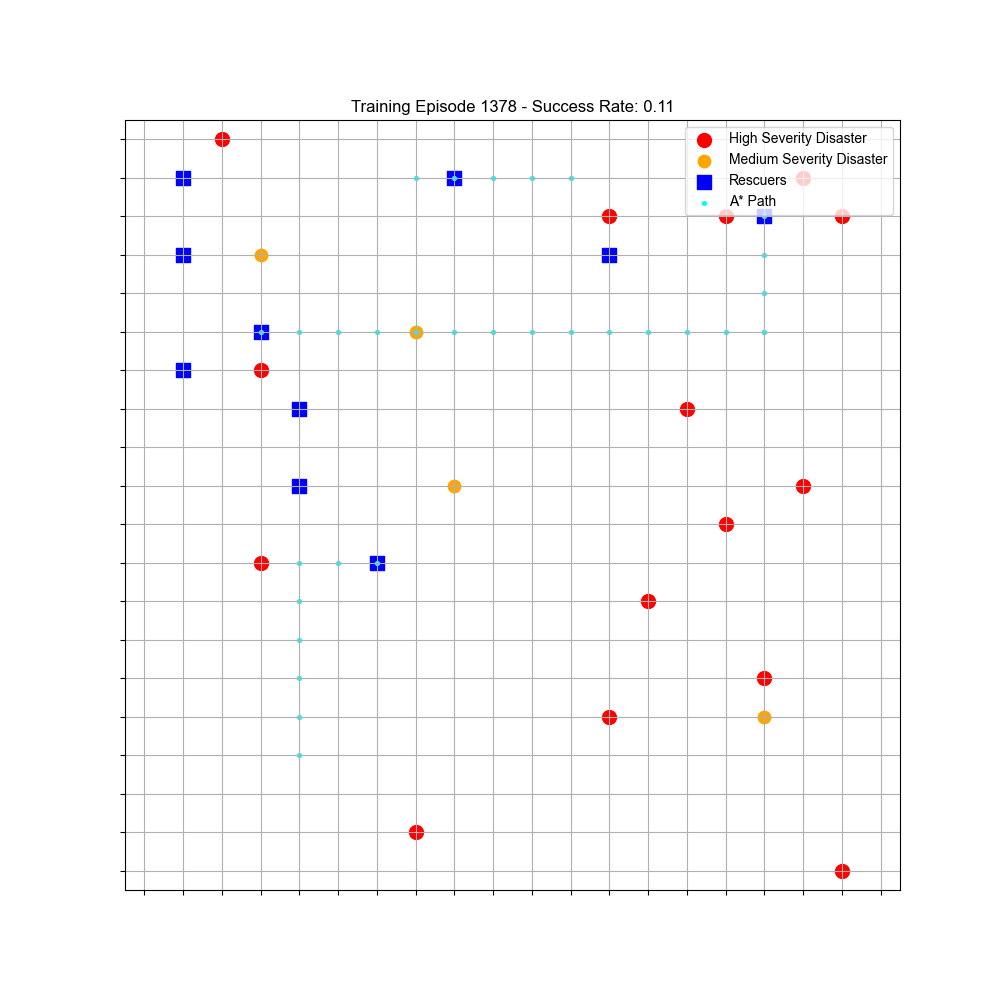 Training Episode 1378 - Success Rate: 0.11
High Severity Disaster
Medium Severity Disaster
Rescuers
A* Path